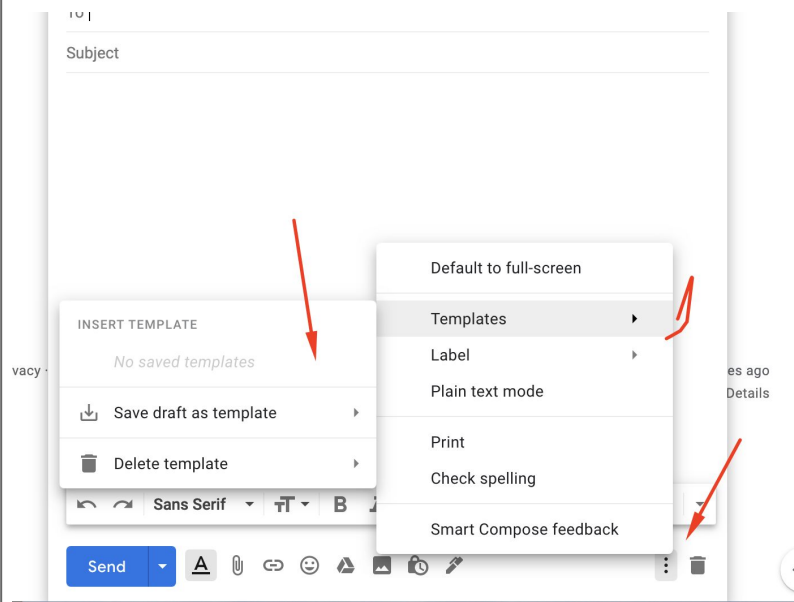 To
Subject
Default to full-screen
INSERT TEMPLATE
Templates
No saved templates
Label
vacy ·
es ago
Plain text mode
Details
Save draft as template
Print
Delete template
Check spelling
Sans Serif
B
Smart Compose feedback
Send
A